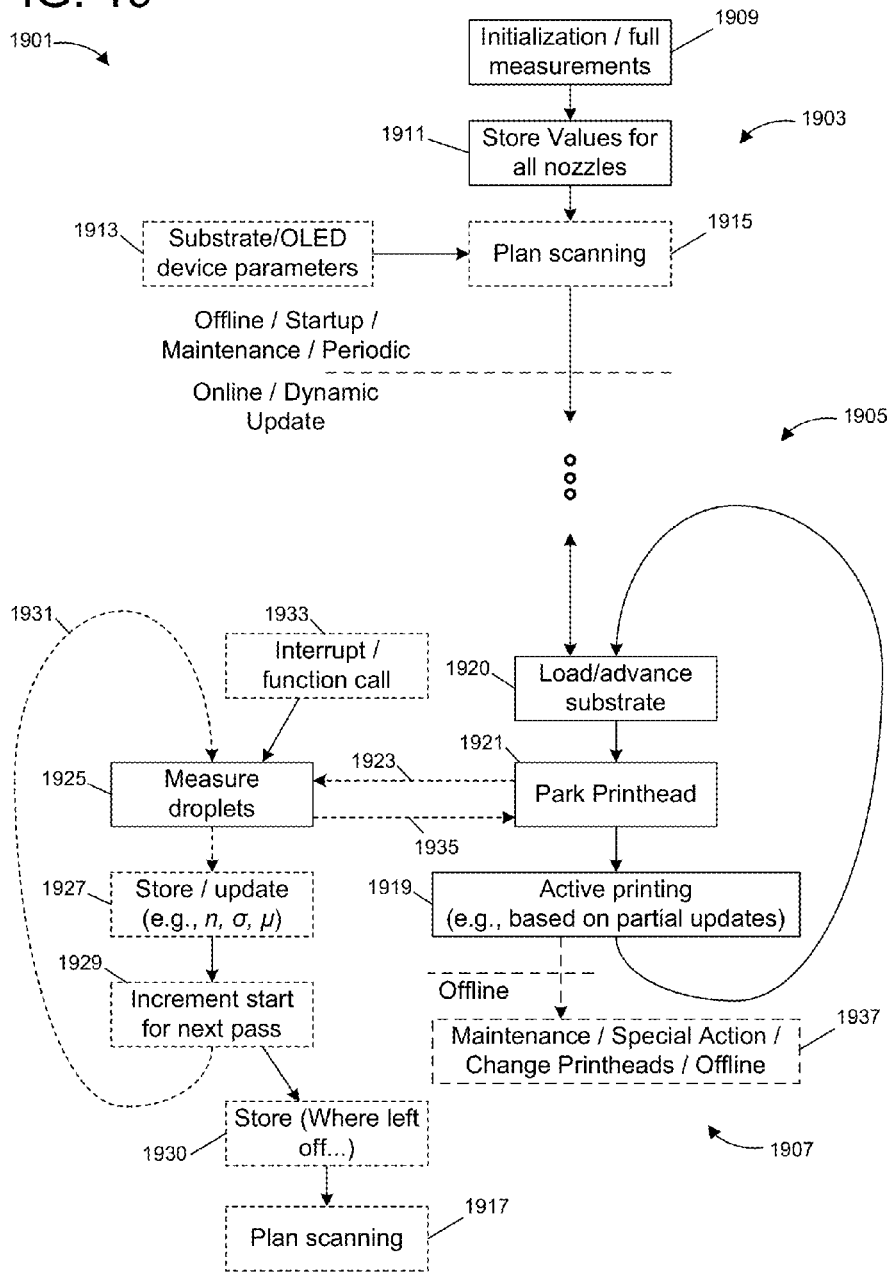 1901
1909
Initialization / full
measurements
1903
1911
Store Values for
all nozzles
1913
Substrate/OLED
device parameters
1915
Plan scanning
Offline / Startup /
Maintenance / Periodic
Online / Dynamic
Update
1905
1931
1933
Interrupt /
function call
1920
Load/advance
substrate
1925
Measure
droplets
1923
1935
1921
Park Printhead
1927
Store / update
(e.g., n, σ, μ)
1919
Active printing
(e.g., based on partial updates)
1929
Increment start
for next pass
Offline
Maintenance / Special Action /
Change Printheads / Offline
1937
1930
Store (Where left
off...)
1907
1917
Plan scanning